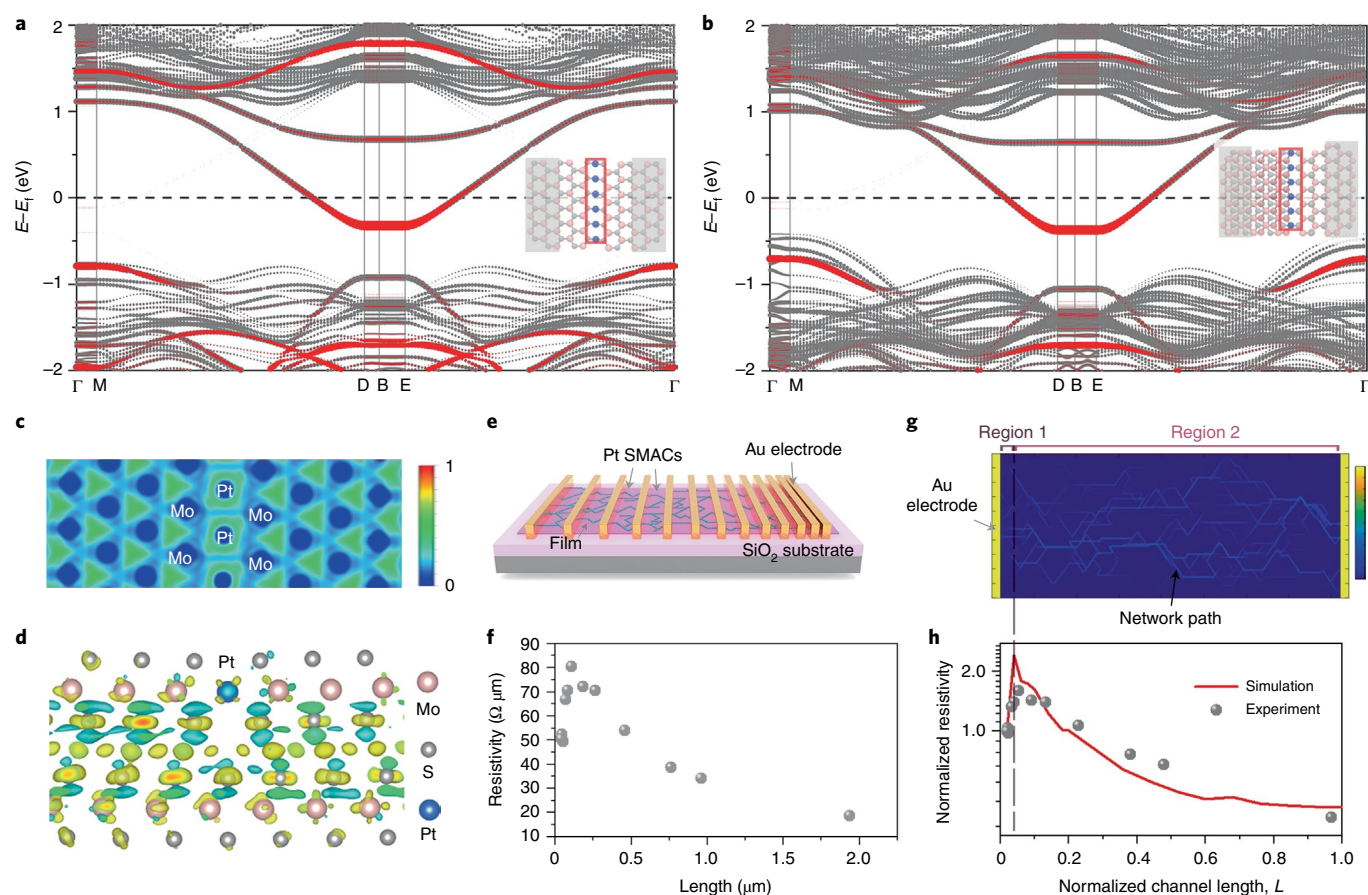 a
2
1
0
−1
−2
E–Ef (eV)
Γ M D B E Γ
b
2
1
0
−1
−2
E–Ef (eV)
Γ M D B E Γ
c
Pt
Mo Mo
Pt
Mo Mo
1
0
d
Pt
Mo
S
Pt
e
Pt SMACs
Au electrode
Film
SiO2 substrate
f
90
80
70
60
50
40
30
20
10
Resistivity (Ω μm)
0 0.5 1.0 1.5 2.0
Length (μm)
g
Region 1 Region 2
Au
electrode
Network path
h
2.0
1.0
Normalized resistivity
Simulation
Experiment
0 0.2 0.4 0.6 0.8 1.0
Normalized channel length, L